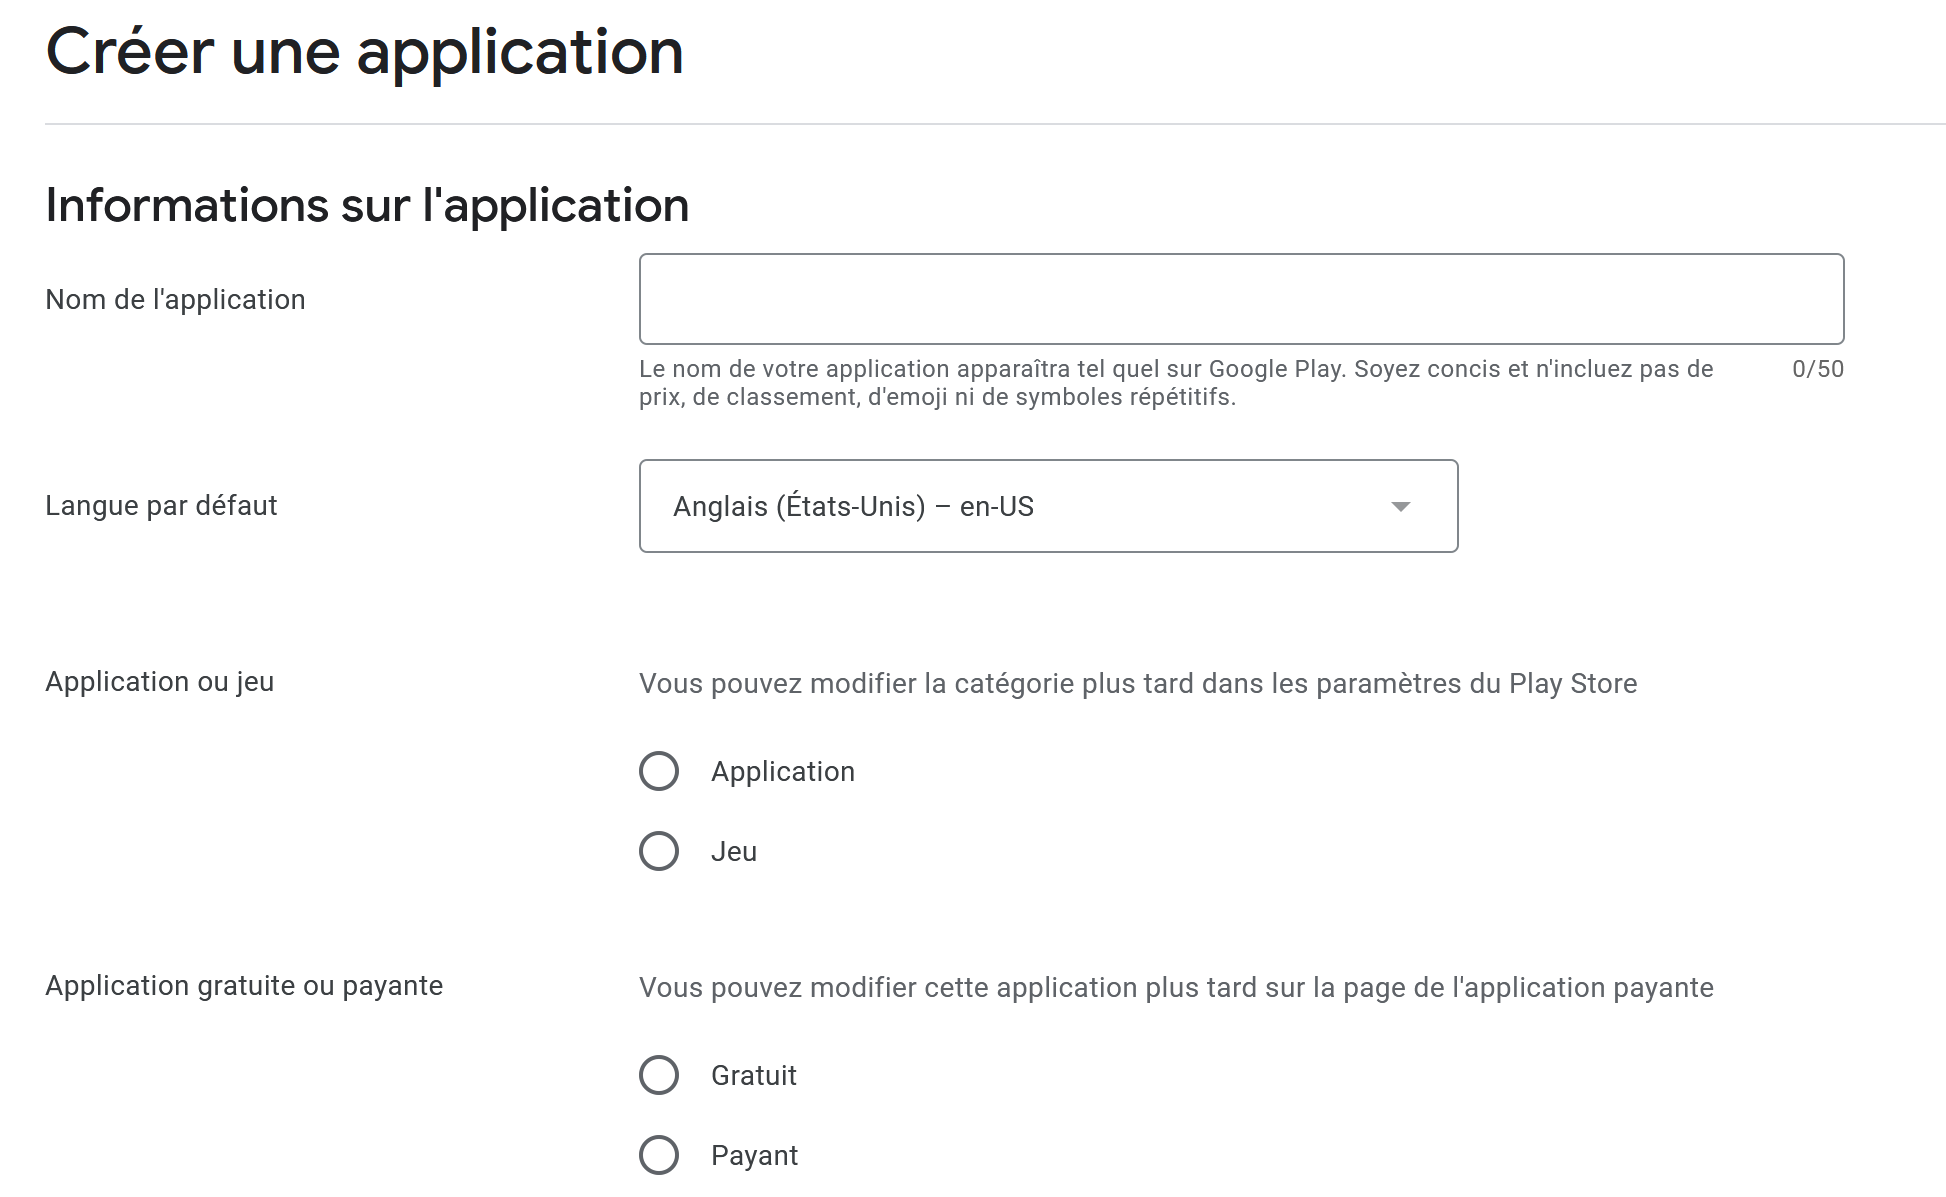 Créer une application
Informations sur l'application
Nom de l'application
Le nom de votre application apparaîtra tel quel sur Google Play. Soyez concis et n'incluez pas de
prix, de classement, d'emoji ni de symboles répétitifs.
0/50
Langue par défaut
Anglais (États-Unis) – en-US
Application ou jeu
Vous pouvez modifier la catégorie plus tard dans les paramètres du Play Store
Application
Jeu
Application gratuite ou payante
Vous pouvez modifier cette application plus tard sur la page de l'application payante
Gratuit
Payant